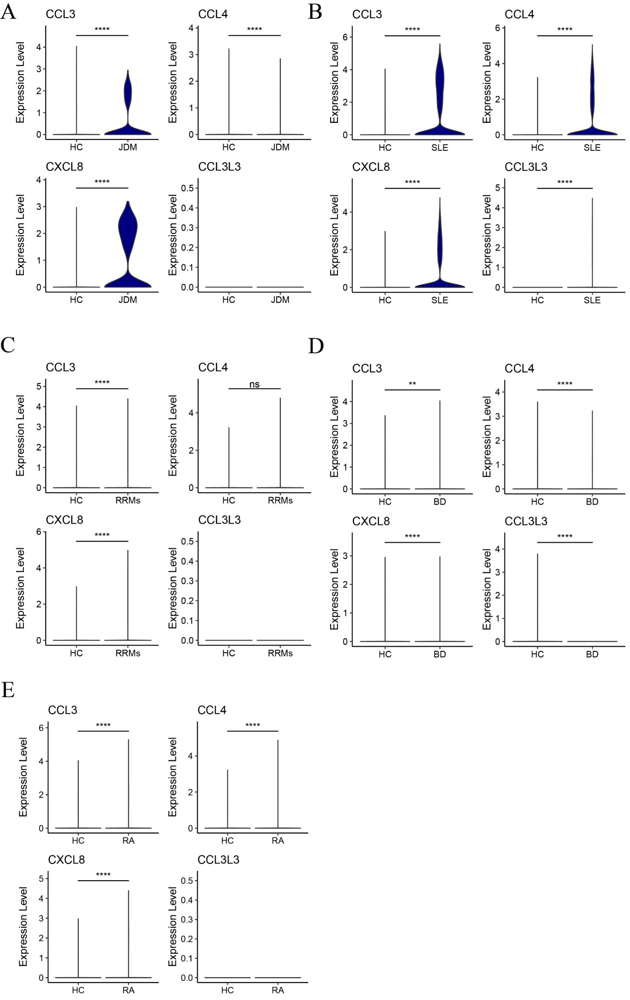 A
CCL3
****
Expression Level
4
3
2
1
0
HC
JDM
CCL4
****
Expression Level
4
3
2
1
0
HC
JDM
CXCL8
****
Expression Level
4
3
2
1
0
HC
JDM
CCL3L3
Expression Level
0.5
0.4
0.3
0.2
0.1
0.0
HC
JDM
B
CCL3
****
Expression Level
6
4
2
0
HC
SLE
CCL4
****
Expression Level
6
4
2
0
HC
SLE
CXCL8
****
Expression Level
4
2
0
HC
SLE
CCL3L3
****
Expression Level
5
4
3
2
1
0
HC
SLE
C
CCL3
****
Expression Level
5
4
3
2
1
0
HC
RRMs
CCL4
ns
Expression Level
4
2
0
HC
RRMs
CXCL8
****
Expression Level
6
4
2
0
HC
RRMs
CCL3L3
Expression Level
0.5
0.4
0.3
0.2
0.1
0.0
HC
RRMs
D
CCL3
**
Expression Level
4
3
2
1
0
HC
BD
CCL4
****
Expression Level
4
3
2
1
0
HC
BD
CXCL8
****
Expression Level
3
2
1
0
HC
BD
CCL3L3
****
Expression Level
4
3
2
1
0
HC
BD
E
CCL3
****
Expression Level
6
4
2
0
HC
RA
CCL4
****
Expression Level
4
2
0
HC
RA
CXCL8
****
Expression Level
5
4
3
2
1
0
HC
RA
CCL3L3
Expression Level
0.5
0.4
0.3
0.2
0.1
0.0
HC
RA